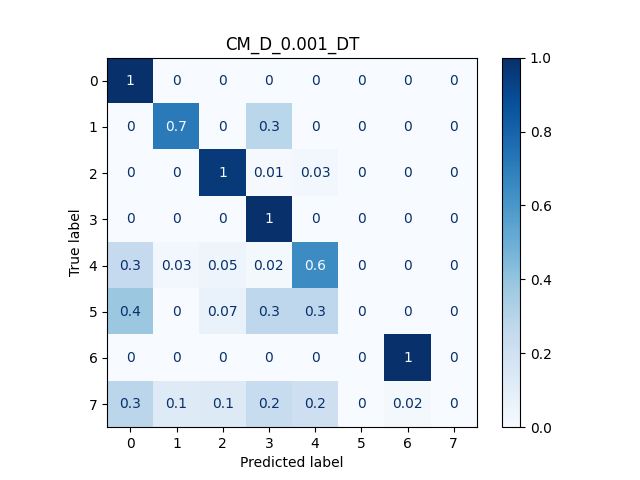 CM_D_0.001_DT
0 1 0 0 0 0 0 0 0
1 0 0.7 0 0.3 0 0 0 0
2 0 0 1 0.01 0.03 0 0 0
3 0 0 0 1 0 0 0 0
4 0.3 0.03 0.05 0.02 0.6 0 0 0
5 0.4 0 0.07 0.3 0.3 0 0 0
6 0 0 0 0 0 0 1 0
7 0.3 0.1 0.1 0.2 0.2 0 0.02 0
0 1 2 3 4 5 6 7
Predicted label
True label
1.0
0.8
0.6
0.4
0.2
0.0